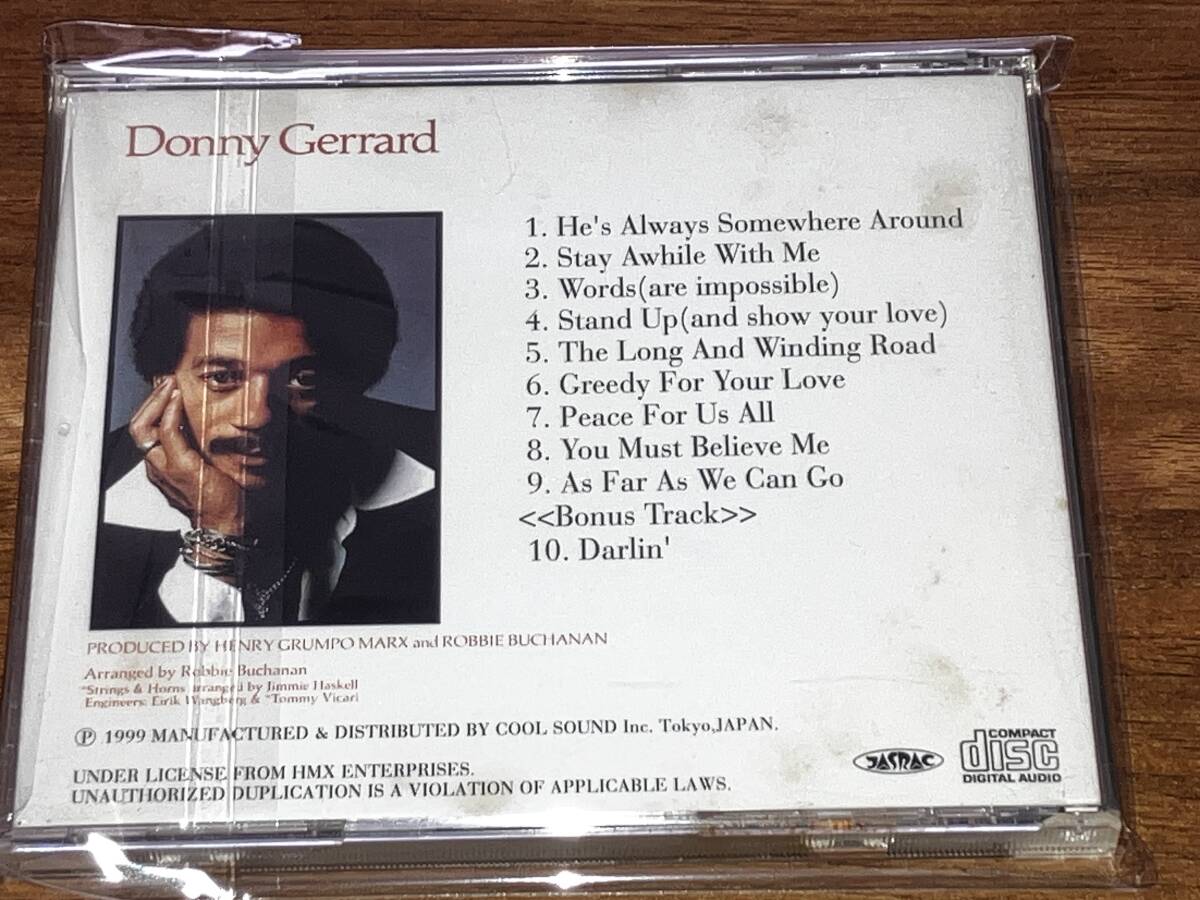 Donny Gerrard
1. He's Always Somewhere Around
2. Stay Awhile With Me
3. Words(are impossible)
4. Stand Up(and show your love)
5. The Long And Winding Road
6. Greedy For Your Love
7. Peace For Us All
8. You Must Believe Me
9. As Far As We Can Go
<<Bonus Track>>
10. Darlin'
PRODUCED BY HENRY GRUMPO MARX and ROBBIE BUCHANAN
Arranged by Robbie Buchanan
*Strings & Horns arranged by Jimmie Haskell
Engineers: Eirik Wangberg & *Tommy Vicari
Ⓟ 1999 MANUFACTURED & DISTRIBUTED BY COOL SOUND Inc. Tokyo,JAPAN.
UNDER LICENSE FROM HMX ENTERPRISES.
UNAUTHORIZED DUPLICATION IS A VIOLATION OF APPLICABLE LAWS.
JASRAC
COMPACT
disc
DIGITAL AUDIO